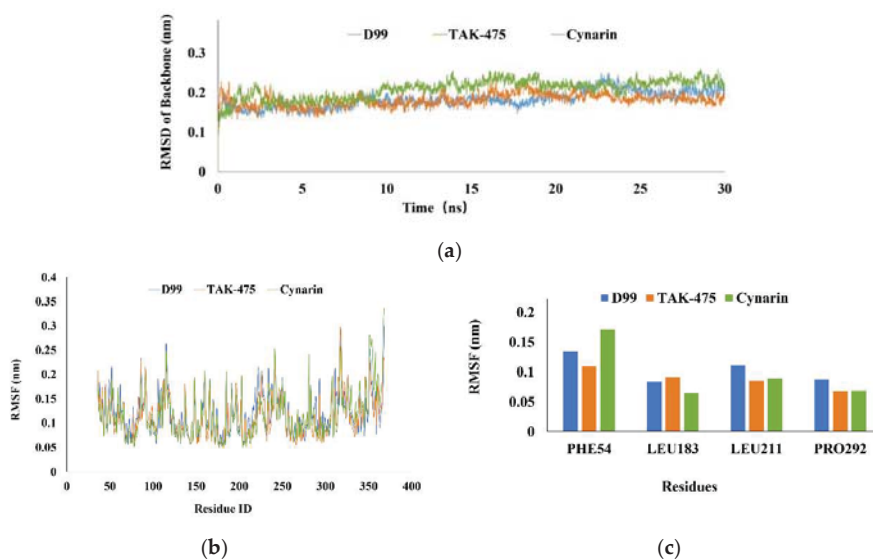 D99 TAK-475 Cynarin
0.3
0.2
0.1
0
RMSD of Backbone (nm)
0 5 10 15 20 25 30
Time (ns)
(a)
0.4
0.35
0.3
0.25
0.2
0.15
0.1
0.05
0
D99 TAK-475 Cynarin
RMSF (nm)
0 50 100 150 200 250 300 350 400
Residue ID
(b)
D99 TAK-475 Cynarin
0.2
0.15
0.1
0.05
0
RMSF (nm)
PHE54 LEU183 LEU211 PRO292
Residues
(c)